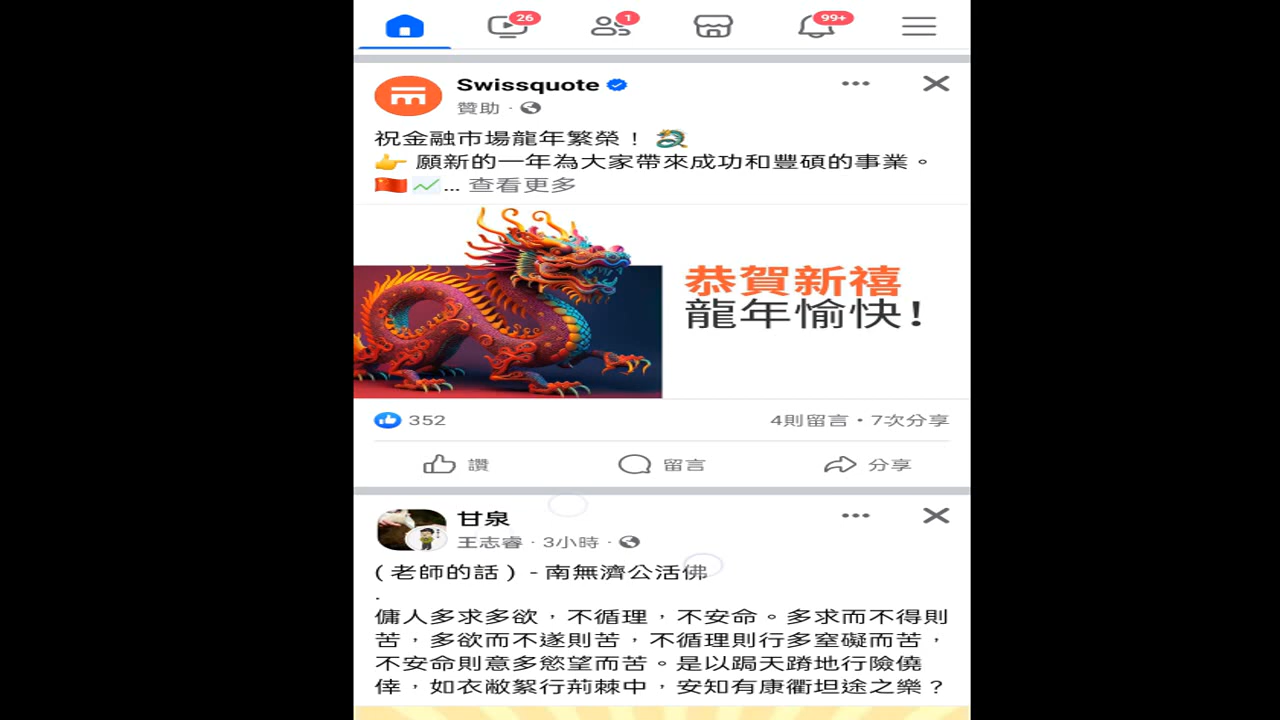 26
1
99+
Swissquote
贊助 ·
祝金融市場龍年繁榮！
願新的一年為大家帶來成功和豐碩的事業。
... 查看更多
恭賀新禧
龍年愉快!
352
4則留言・7次分享
讚
留言
分享
甘泉
王志睿 · 3小時 ·
( 老師的話 ) - 南無濟公活佛
.
傭人多求多欲，不循理，不安命。多求而不得則
苦，多欲而不遂則苦，不循理則行多窒礙而苦，
不安命則意多慾望而苦。是以跼天蹐地行險僥
倖，如衣敝絮行荊棘中，安知有康衢坦途之樂？